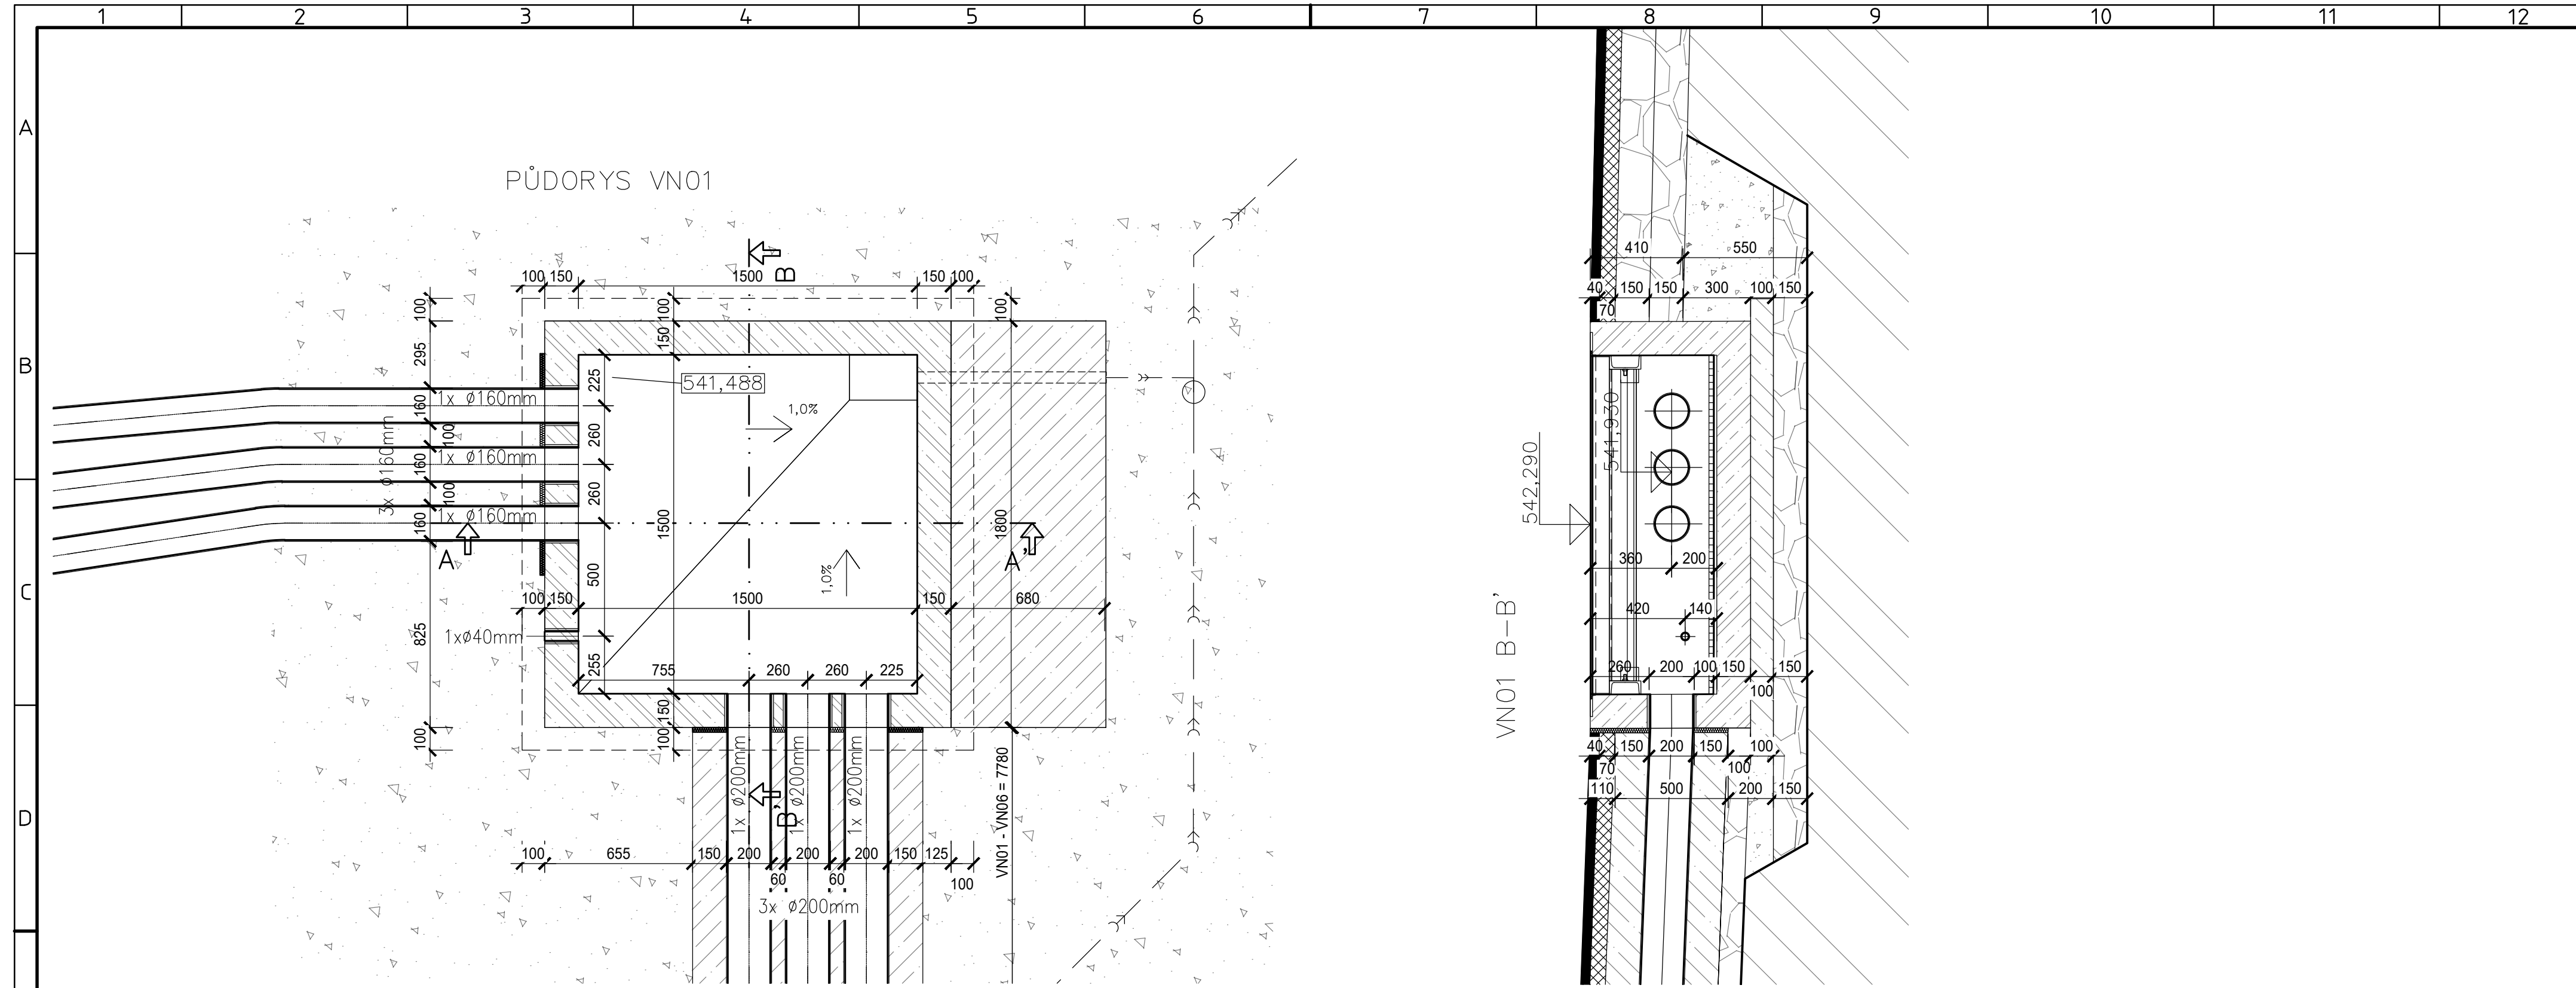 1 2 3 4 5 6 7 8 9 10 11 12
A
B
C
D
PŮDORYS VN01
B
100 150 1500 150 100
100
295
160
100
160
100
160
825
100
3x ø160mm
1x ø160mm
1x ø160mm
1x ø160mm
1xø40mm
100
150
1500
150
100
225
260
260
500
255
541,488
1,0%
1,0%
100
1800
A
A'
100 150 1500 150 680
755 260 260 225
1x ø200mm
1x ø200mm
1x ø200mm
B'
VN01 - VN06 = 7780
100 655 150 200 200 200 150 125
60 60 100
3x ø200mm
VN01 B-B'
542,290
541,930
410 550
40 150 150 300 100 150
70
360 200
420 140
260 200 100 150 150
100
40 150 200 150 100
70 100
110 500 200 150